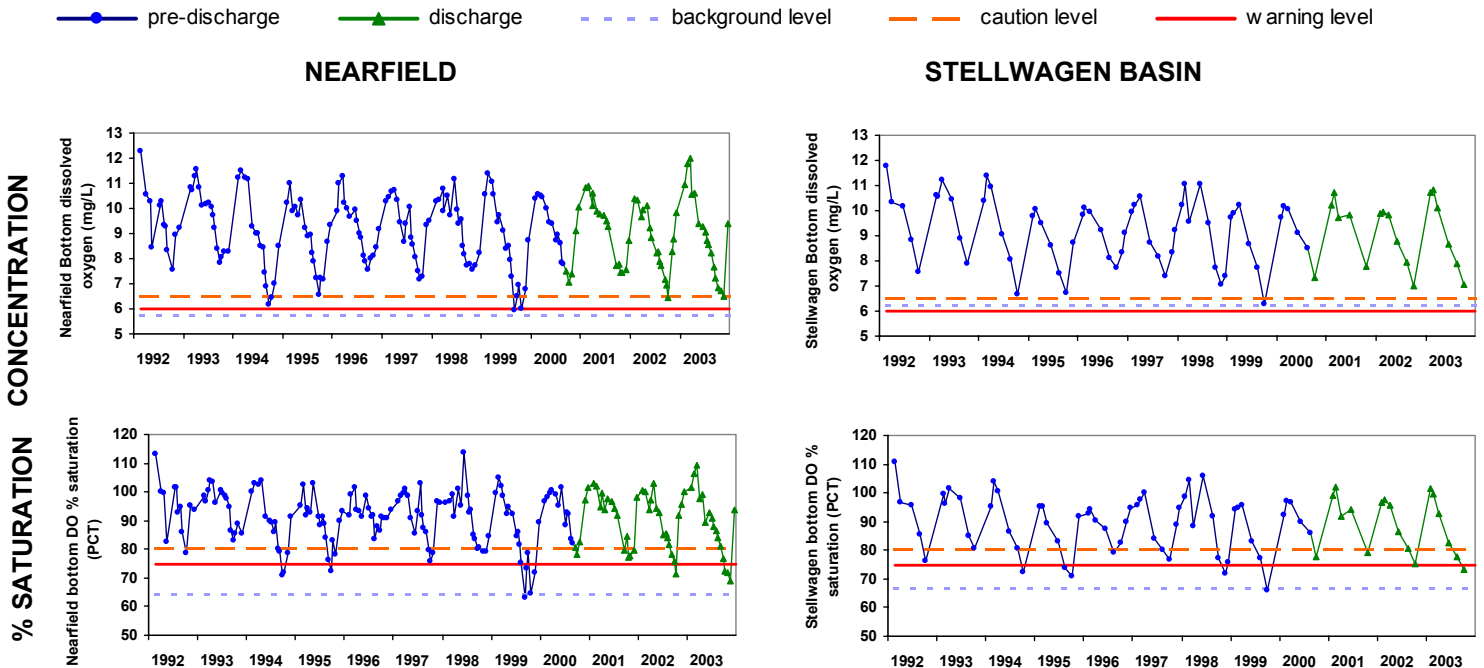 pre-discharge discharge background level caution level warning level
NEARFIELD STELLWAGEN BASIN
CONCENTRATION
Nearfield Bottom dissolved
oxygen (mg/L)
13
12
11
10
9
8
7
6
5
1992 1993 1994 1995 1996 1997 1998 1999 2000 2001 2002 2003
Stellwagen Bottom dissolved
oxygen (mg/L)
13
12
11
10
9
8
7
6
5
1992 1993 1994 1995 1996 1997 1998 1999 2000 2001 2002 2003
% SATURATION
Nearfield bottom DO % saturation
(PCT)
120
110
100
90
80
70
60
50
1992 1993 1994 1995 1996 1997 1998 1999 2000 2001 2002 2003
Stellwagen bottom DO %
saturation (PCT)
120
110
100
90
80
70
60
50
1992 1993 1994 1995 1996 1997 1998 1999 2000 2001 2002 2003